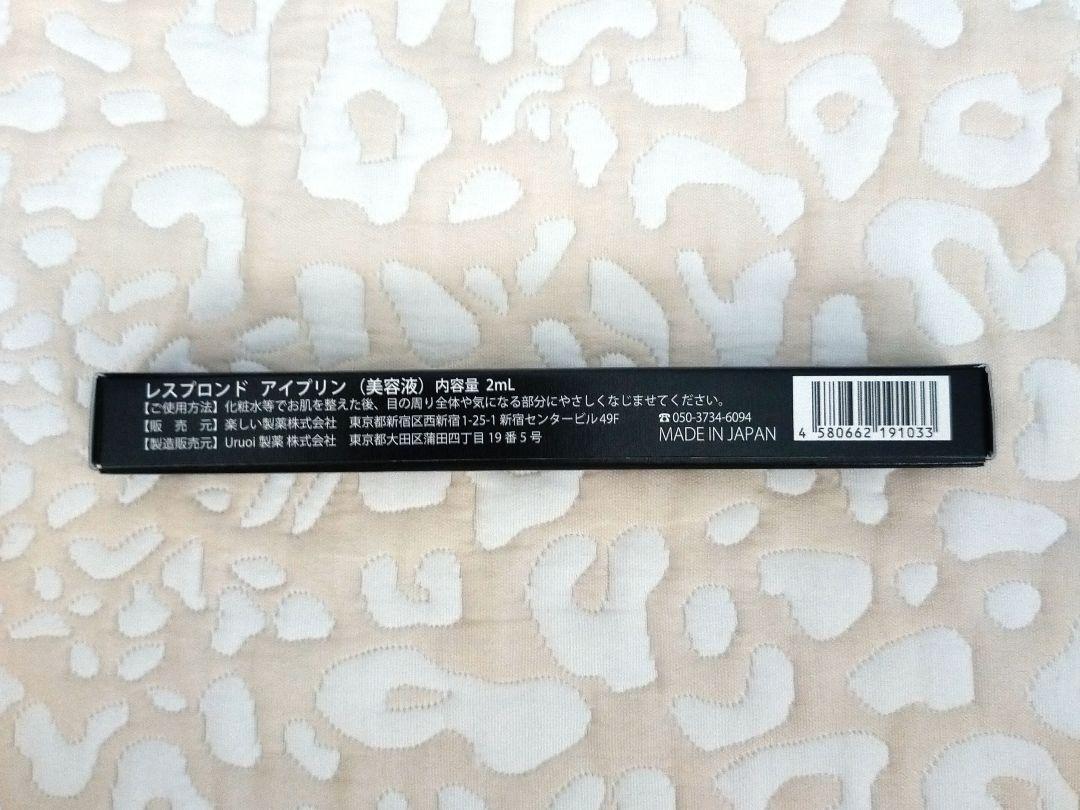 レスプロンド アイプリン（美容液）内容量 2mL
【ご使用方法】化粧水等でお肌を整えた後、目の周り全体や気になる部分にやさしくなじませてください。
【販 売 元】楽しい製薬株式会社 東京都新宿区西新宿1-25-1 新宿センタービル49F ☎050-3734-6094
【製造販売元】Uruoi 製薬 株式会社 東京都大田区蒲田四丁目 19 番 5 号 MADE IN JAPAN
4 580662 191033